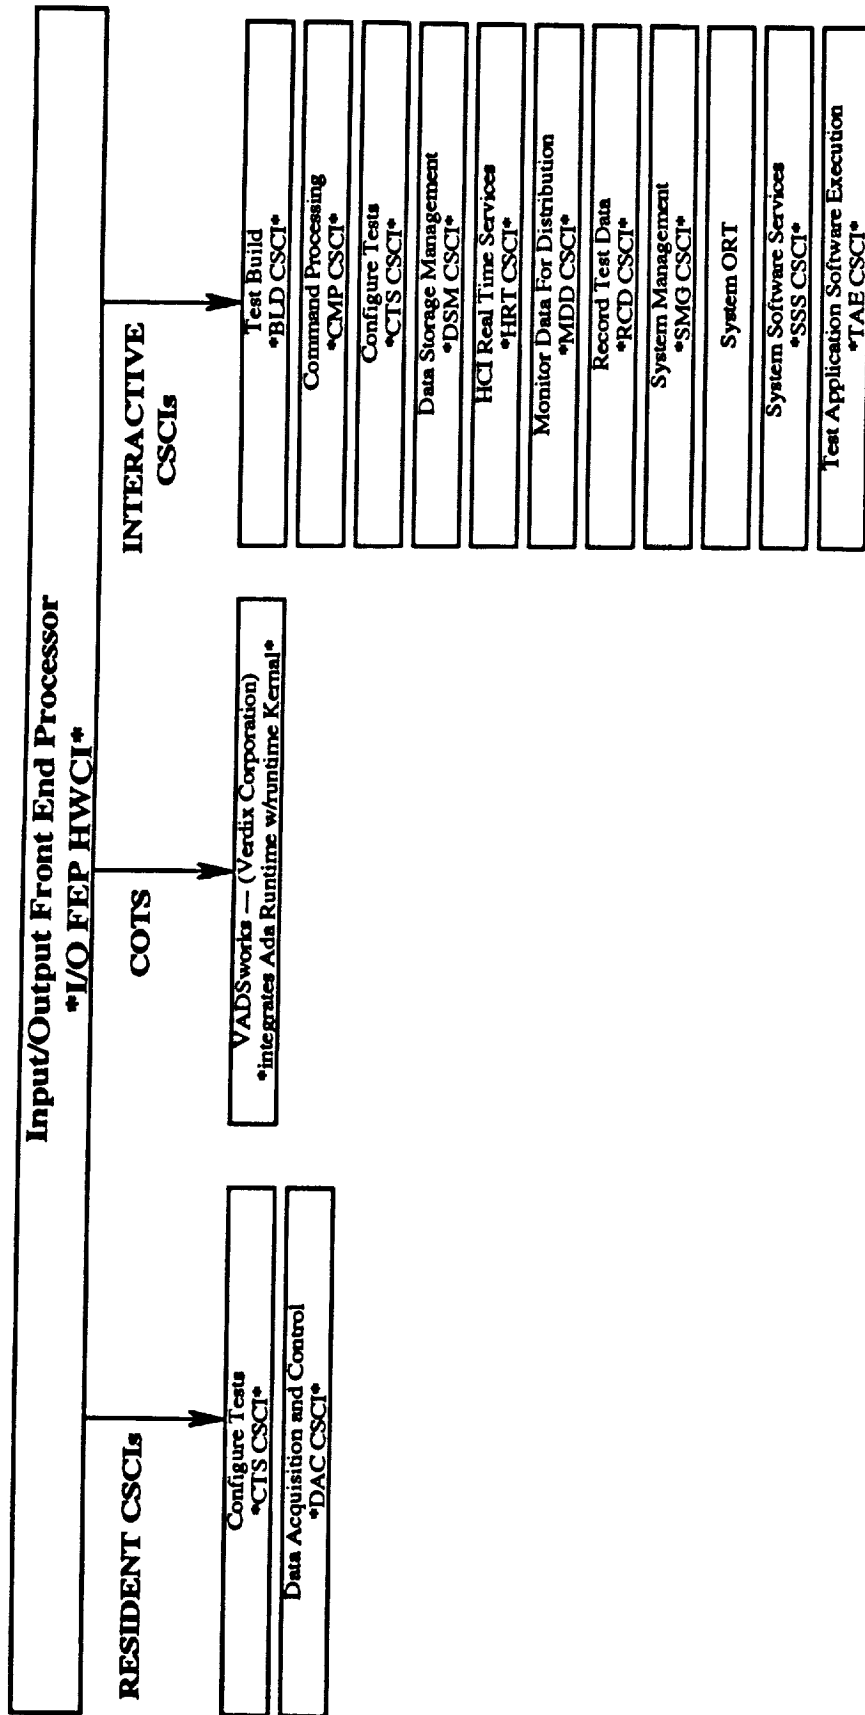 Input/Output Front End Processor
*I/O FEP HWCI*
RESIDENT CSCIs
Configure Tests
*CTS CSCI*
Data Acquisition and Control
*DAC CSCI*
COTS
VADSworks — (Verdix Corporation)
*integrates Ada Runtime w/runtime Kernal*
INTERACTIVE
CSCIs
Test Build
*BLD CSCI*
Command Processing
*CMP CSCI*
Configure Tests
*CTS CSCI*
Data Storage Management
*DSM CSCI*
HCI Real Time Services
*HRT CSCI*
Monitor Data For Distribution
*MDD CSCI*
Record Test Data
*RCD CSCI*
System Management
*SMG CSCI*
System ORT
System Software Services
*SSS CSCI*
Test Application Software Execution
*TAE CSCI*